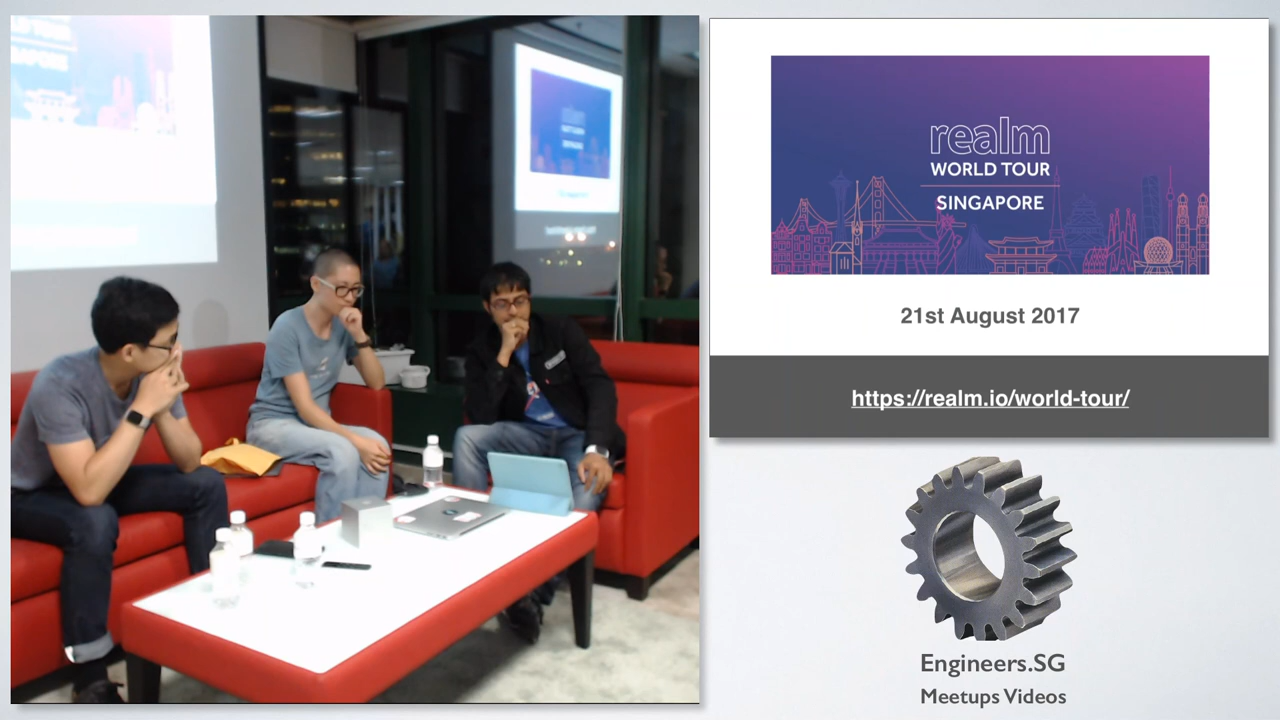 realm
WORLD TOUR
SINGAPORE
21st August 2017
https://realm.io/world-tour/
Engineers.SG
Meetups Videos